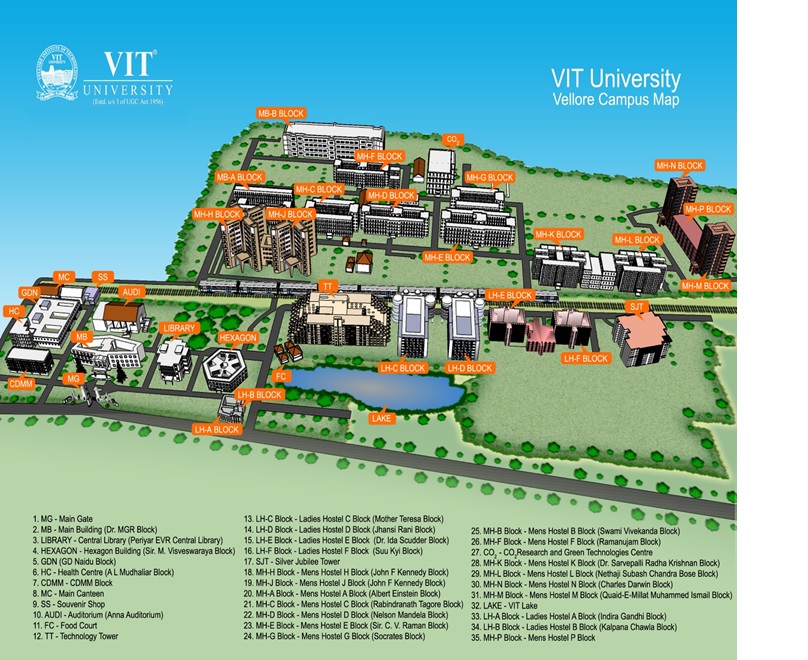 VIT®
UNIVERSITY
(Estd. u/s 3 of UGC Act 1956)
VIT University
Vellore Campus Map
MB-B BLOCK
CO2
MH-F BLOCK
MH-N BLOCK
MB-A BLOCK
MH-G BLOCK
MH-C BLOCK
MH-D BLOCK
MH-P BLOCK
MH-H BLOCK
MH-J BLOCK
MH-K BLOCK
MH-L BLOCK
MH-E BLOCK
MH-M BLOCK
MC
SS
GDN
AUDI
TT
LH-E BLOCK
HC
SJT
LIBRARY
MB
HEXAGON
LH-F BLOCK
LH-C BLOCK
LH-D BLOCK
CDMM
MG
FC
LH-B BLOCK
LAKE
LH-A BLOCK
1. MG - Main Gate
2. MB - Main Building (Dr. MGR Block)
3. LIBRARY - Central Library (Periyar EVR Central Library)
4. HEXAGON - Hexagon Building (Sir. M. Visveswaraya Block)
5. GDN (GD Naidu Block)
6. HC - Health Centre (A L Mudhaliar Block)
7. CDMM - CDMM Block
8. MC - Main Canteen
9. SS - Souvenir Shop
10. AUDI - Auditorium (Anna Auditorium)
11. FC - Food Court
12. TT - Technology Tower
13. LH-C Block - Ladies Hostel C Block (Mother Teresa Block)
14. LH-D Block - Ladies Hostel D Block (Jhansi Rani Block)
15. LH-E Block - Ladies Hostel E Block (Dr. Ida Scudder Block)
16. LH-F Block - Ladies Hostel F Block (Suu Kyi Block)
17. SJT - Silver Jubilee Tower
18. MH-H Block - Mens Hostel H Block (John F Kennedy Block)
19. MH-J Block - Mens Hostel J Block (John F Kennedy Block)
20. MH-A Block - Mens Hostel A Block (Albert Einstein Block)
21. MH-C Block - Mens Hostel C Block (Rabindranath Tagore Block)
22. MH-D Block - Mens Hostel D Block (Nelson Mandela Block)
23. MH-E Block - Mens Hostel E Block (Sir. C. V. Raman Block)
24. MH-G Block - Mens Hostel G Block (Socrates Block)
25. MH-B Block - Mens Hostel B Block (Swami Vivekanda Block)
26. MH-F Block - Mens Hostel F Block (Ramanujam Block)
27. CO2 - CO2Research and Green Technologies Centre
28. MH-K Block - Mens Hostel K Block (Dr. Sarvepalli Radha Krishnan Block)
29. MH-L Block - Mens Hostel L Block (Nethaji Subash Chandra Bose Block)
30. MH-N Block - Mens Hostel N Block (Charles Darwin Block)
31. MH-M Block - Mens Hostel M Block (Quaid-E-Millat Muhammed Ismail Block)
32. LAKE - VIT Lake
33. LH-A Block - Ladies Hostel A Block (Indira Gandhi Block)
34. LH-B Block - Ladies Hostel B Block (Kalpana Chawla Block)
35. MH-P Block - Mens Hostel P Block